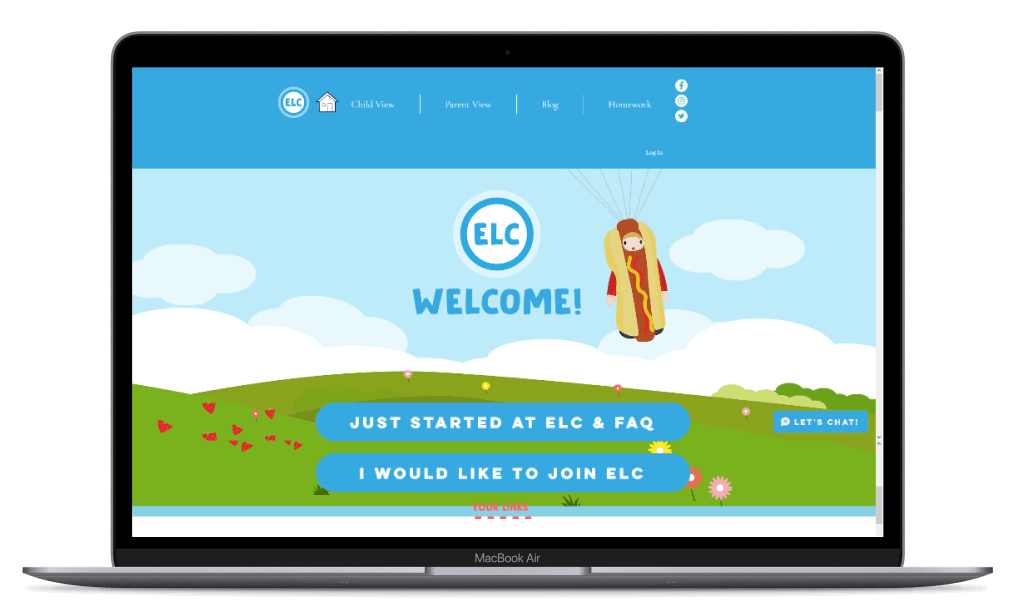 ELC
Child View
Parent View
Blog
Homework
Log In
ELC
WELCOME!
JUST STARTED AT ELC & FAQ
LET'S CHAT!
I WOULD LIKE TO JOIN ELC
YOUR LINKS
MacBook Air